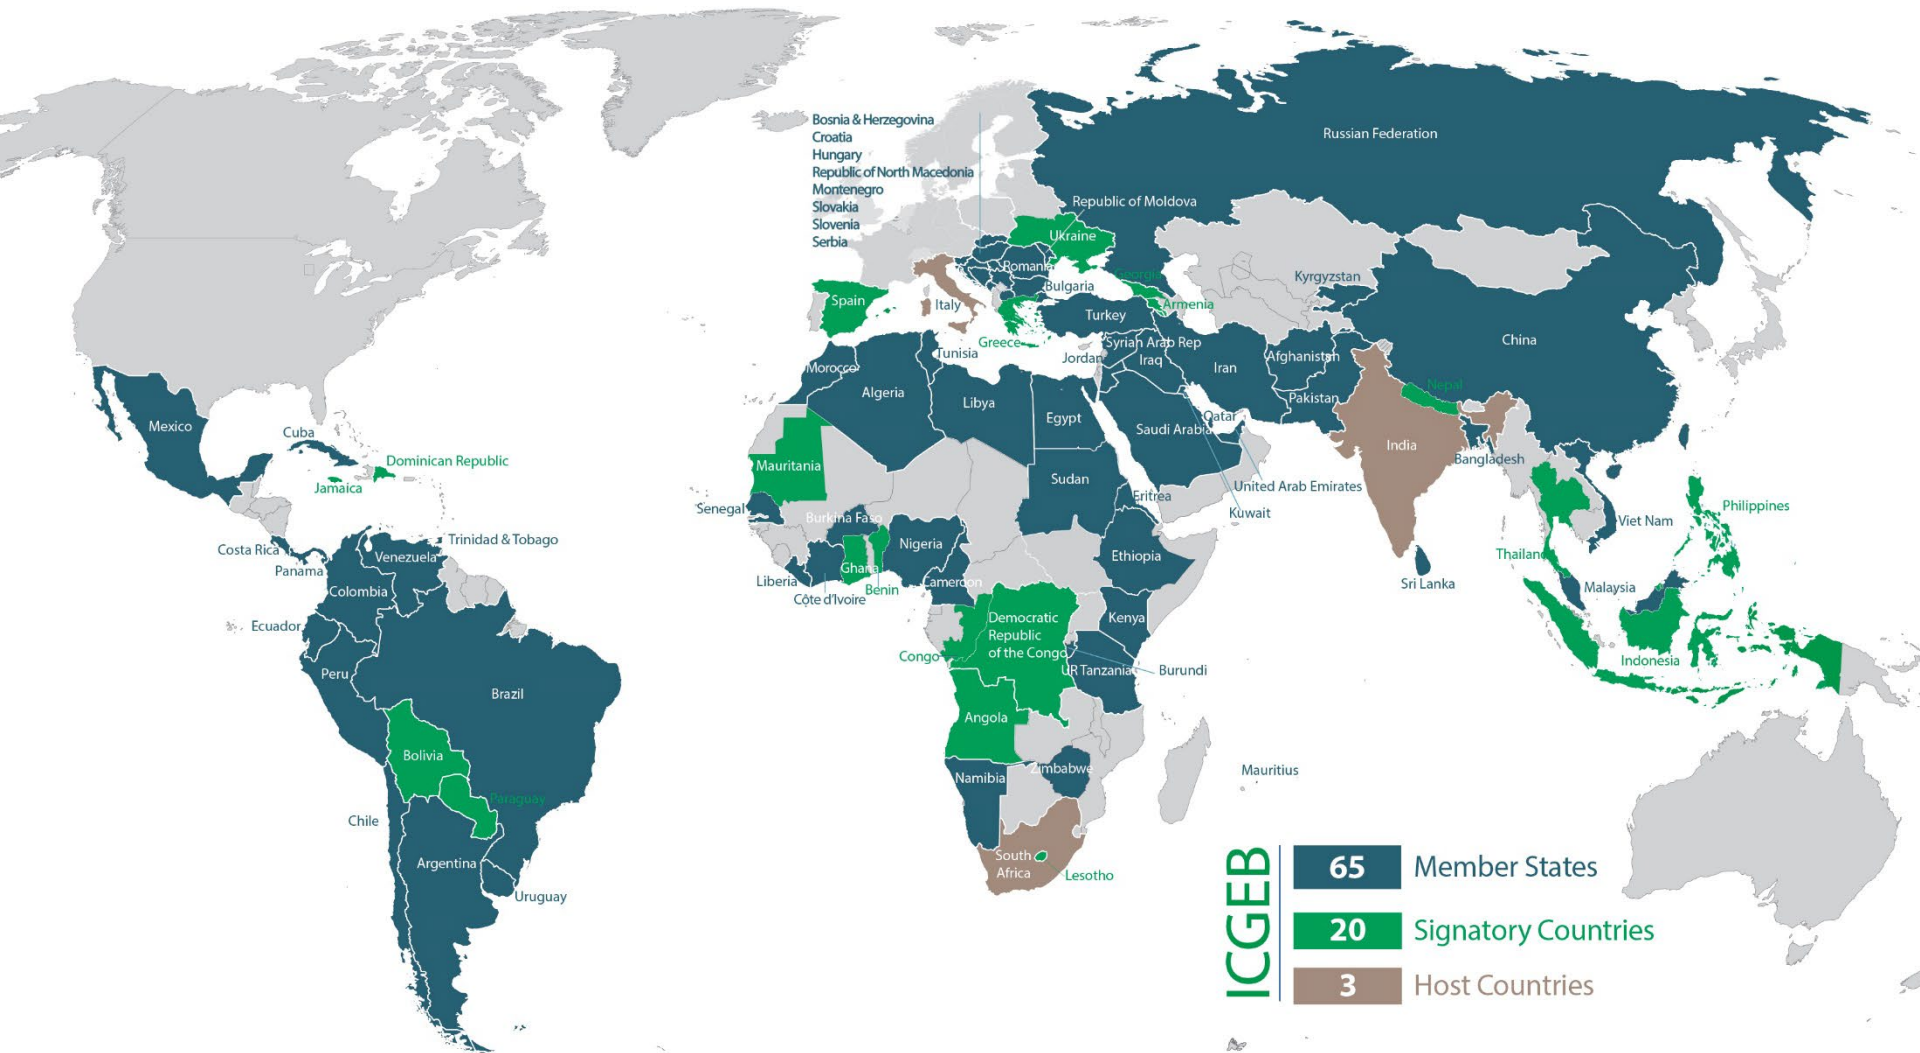 Bosnia & Herzegovina
Croatia
Hungary
Republic of North Macedonia
Montenegro
Slovakia
Slovenia
Serbia
Russian Federation
Republic of Moldova
Ukraine
Romania
Bulgaria
Georgia
Armenia
Kyrgyzstan
Spain
Italy
Greece
Turkey
China
Tunisia
Jordan
Syrian Arab Rep
Iraq
Iran
Afghanistan
Morocco
Algeria
Libya
Egypt
Saudi Arabia
Qatar
Pakistan
Nepal
India
Bangladesh
Mexico
Cuba
Dominican Republic
Jamaica
Mauritania
Sudan
Eritrea
United Arab Emirates
Kuwait
Senegal
Burkina Faso
Nigeria
Ethiopia
Philippines
Viet Nam
Thailand
Sri Lanka
Malaysia
Costa Rica
Panama
Venezuela
Trinidad & Tobago
Colombia
Liberia
Côte d'Ivoire
Ghana
Benin
Cameroon
Ecuador
Peru
Brazil
Democratic
Republic
of the Congo
Kenya
Congo
UR Tanzania
Burundi
Indonesia
Angola
Bolivia
Paraguay
Namibia
Zimbabwe
Mauritius
Chile
Argentina
Uruguay
South
Africa
Lesotho
ICGEB
65 Member States
20 Signatory Countries
3 Host Countries